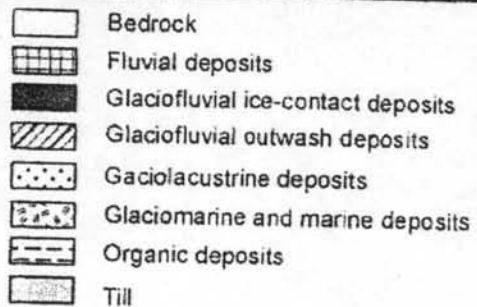 Bedrock
Fluvial deposits
Glaciofluvial ice-contact deposits
Glaciofluvial outwash deposits
Gaciolacustrine deposits
Glaciomarine and marine deposits
Organic deposits
Till